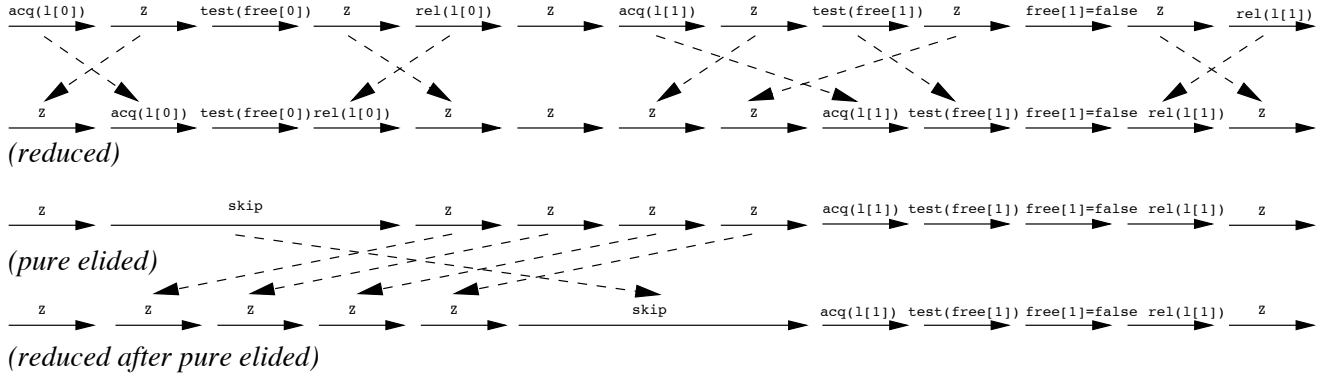 acq(l[0]) Z test(free[0]) Z rel(l[0]) Z acq(l[1]) Z test(free[1]) Z free[1]=false Z rel(l[1])
Z acq(l[0]) test(free[0]) rel(l[0]) Z Z Z Z acq(l[1]) test(free[1]) free[1]=false rel(l[1]) Z
(reduced)
Z skip Z Z Z Z acq(l[1]) test(free[1]) free[1]=false rel(l[1]) Z
(pure elided)
Z Z Z Z Z skip acq(l[1]) test(free[1]) free[1]=false rel(l[1]) Z
(reduced after pure elided)